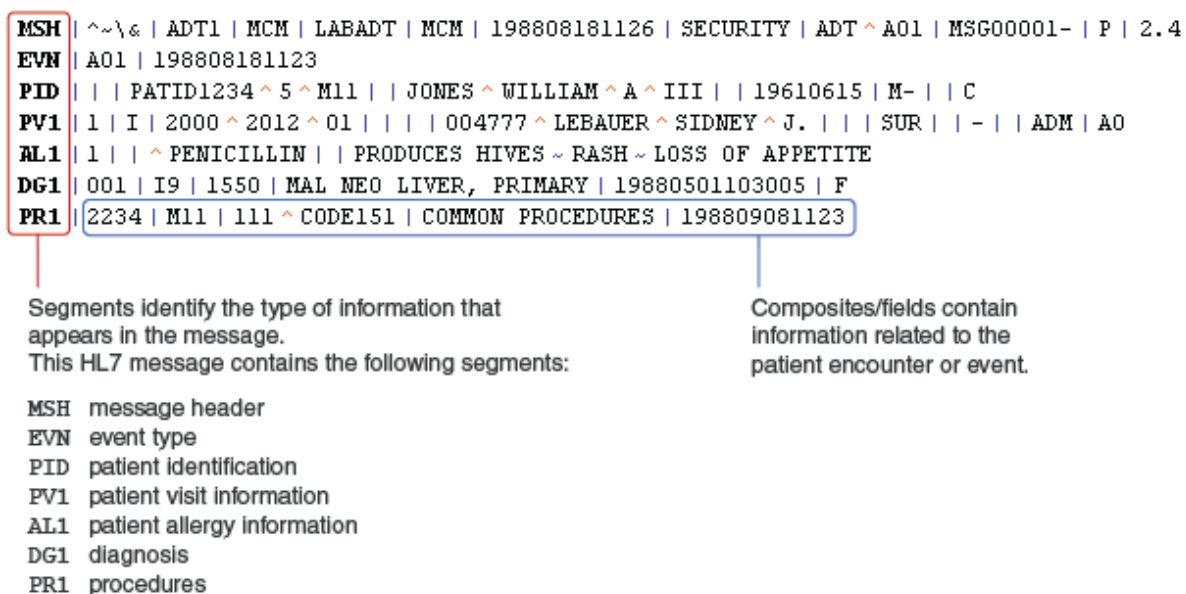 MSH | ^~\& | ADT1 | MCM | LABADT | MCM | 198808181126 | SECURITY | ADT ^ A01 | MSG00001- | P | 2.4
EVN | A01 | 198808181123
PID | | | PATID1234 ^ 5 ^ M11 | | JONES ^ WILLIAM ^ A ^ III | | 19610615 | M- | | C
PV1 | 1 | I | 2000 ^ 2012 ^ 01 | | | | 004777 ^ LEBAUER ^ SIDNEY ^ J. | | | SUR | | - | | ADM | A0
AL1 | 1 | | ^ PENICILLIN | | PRODUCES HIVES ~ RASH ~ LOSS OF APPETITE
DG1 | 001 | I9 | 1550 | MAL NEO LIVER, PRIMARY | 19880501103005 | F
PR1 | 2234 | M11 | 111 ^ CODE151 | COMMON PROCEDURES | 198809081123
Segments identify the type of information that
appears in the message.
This HL7 message contains the following segments:
MSH message header
EVN event type
PID patient identification
PV1 patient visit information
AL1 patient allergy information
DG1 diagnosis
PR1 procedures
Composites/fields contain
information related to the
patient encounter or event.